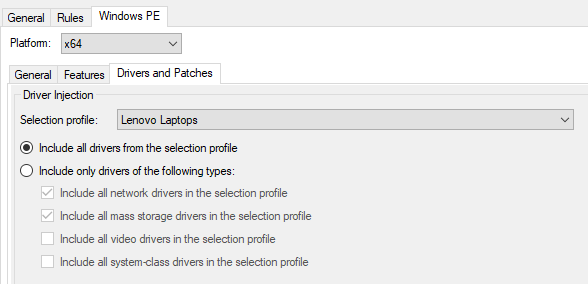 General Rules Windows PE
Platform: x64
General Features Drivers and Patches
Driver Injection
Selection profile: Lenovo Laptops
Include all drivers from the selection profile
Include only drivers of the following types:
Include all network drivers in the selection profile
Include all mass storage drivers in the selection profile
Include all video drivers in the selection profile
Include all system-class drivers in the selection profile